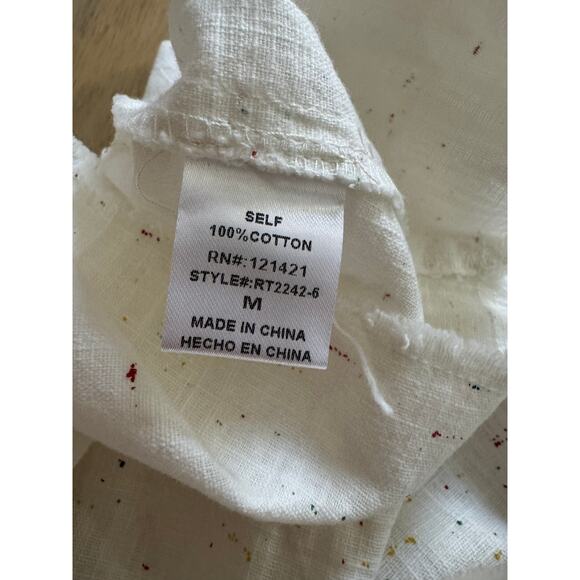 SELF
100%COTTON
RN#:121421
STYLE#:RT2242-6
M
MADE IN CHINA
HECHO EN CHINA